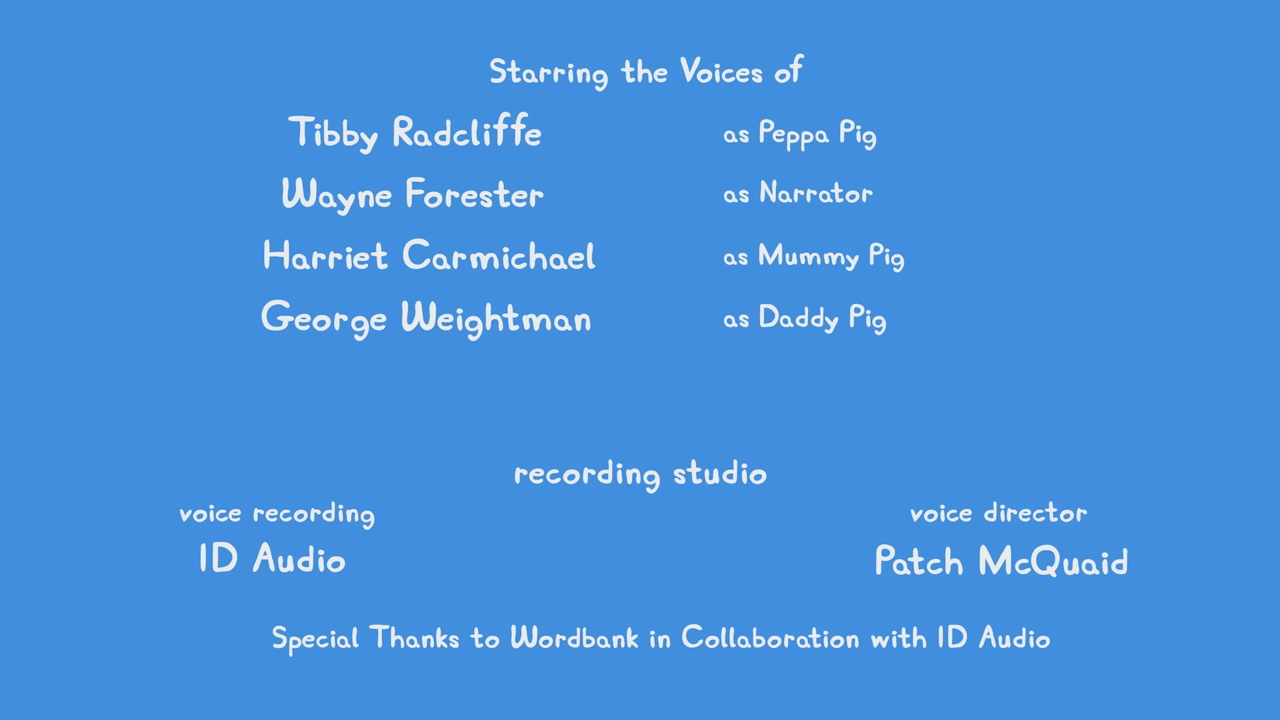 Starring the Voices of
Tibby Radcliffe as Peppa Pig
Wayne Forester as Narrator
Harriet Carmichael as Mummy Pig
George Weightman as Daddy Pig
recording studio
voice recording voice director
ID Audio Patch McQuaid
Special Thanks to Wordbank in Collaboration with ID Audio